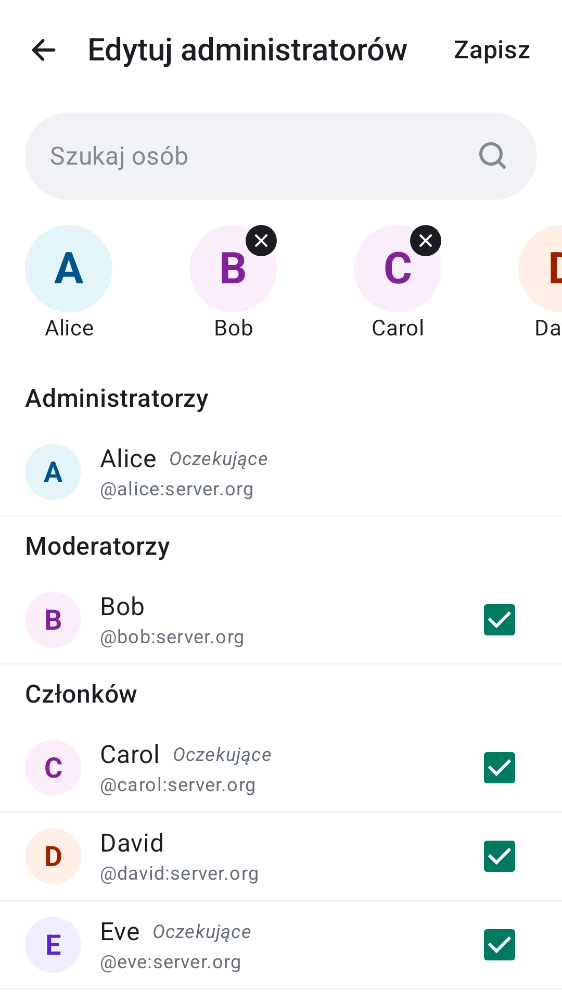 Edytuj administratorów
Zapisz
Szukaj osób
A
B
C
Alice
Bob
Carol
Da
Administratorzy
A
Alice Oczekujące
@alice:server.org
Moderatorzy
B
Bob
@bob:server.org
Członków
C
Carol Oczekujące
@carol:server.org
D
David
@david:server.org
E
Eve Oczekujące
@eve:server.org